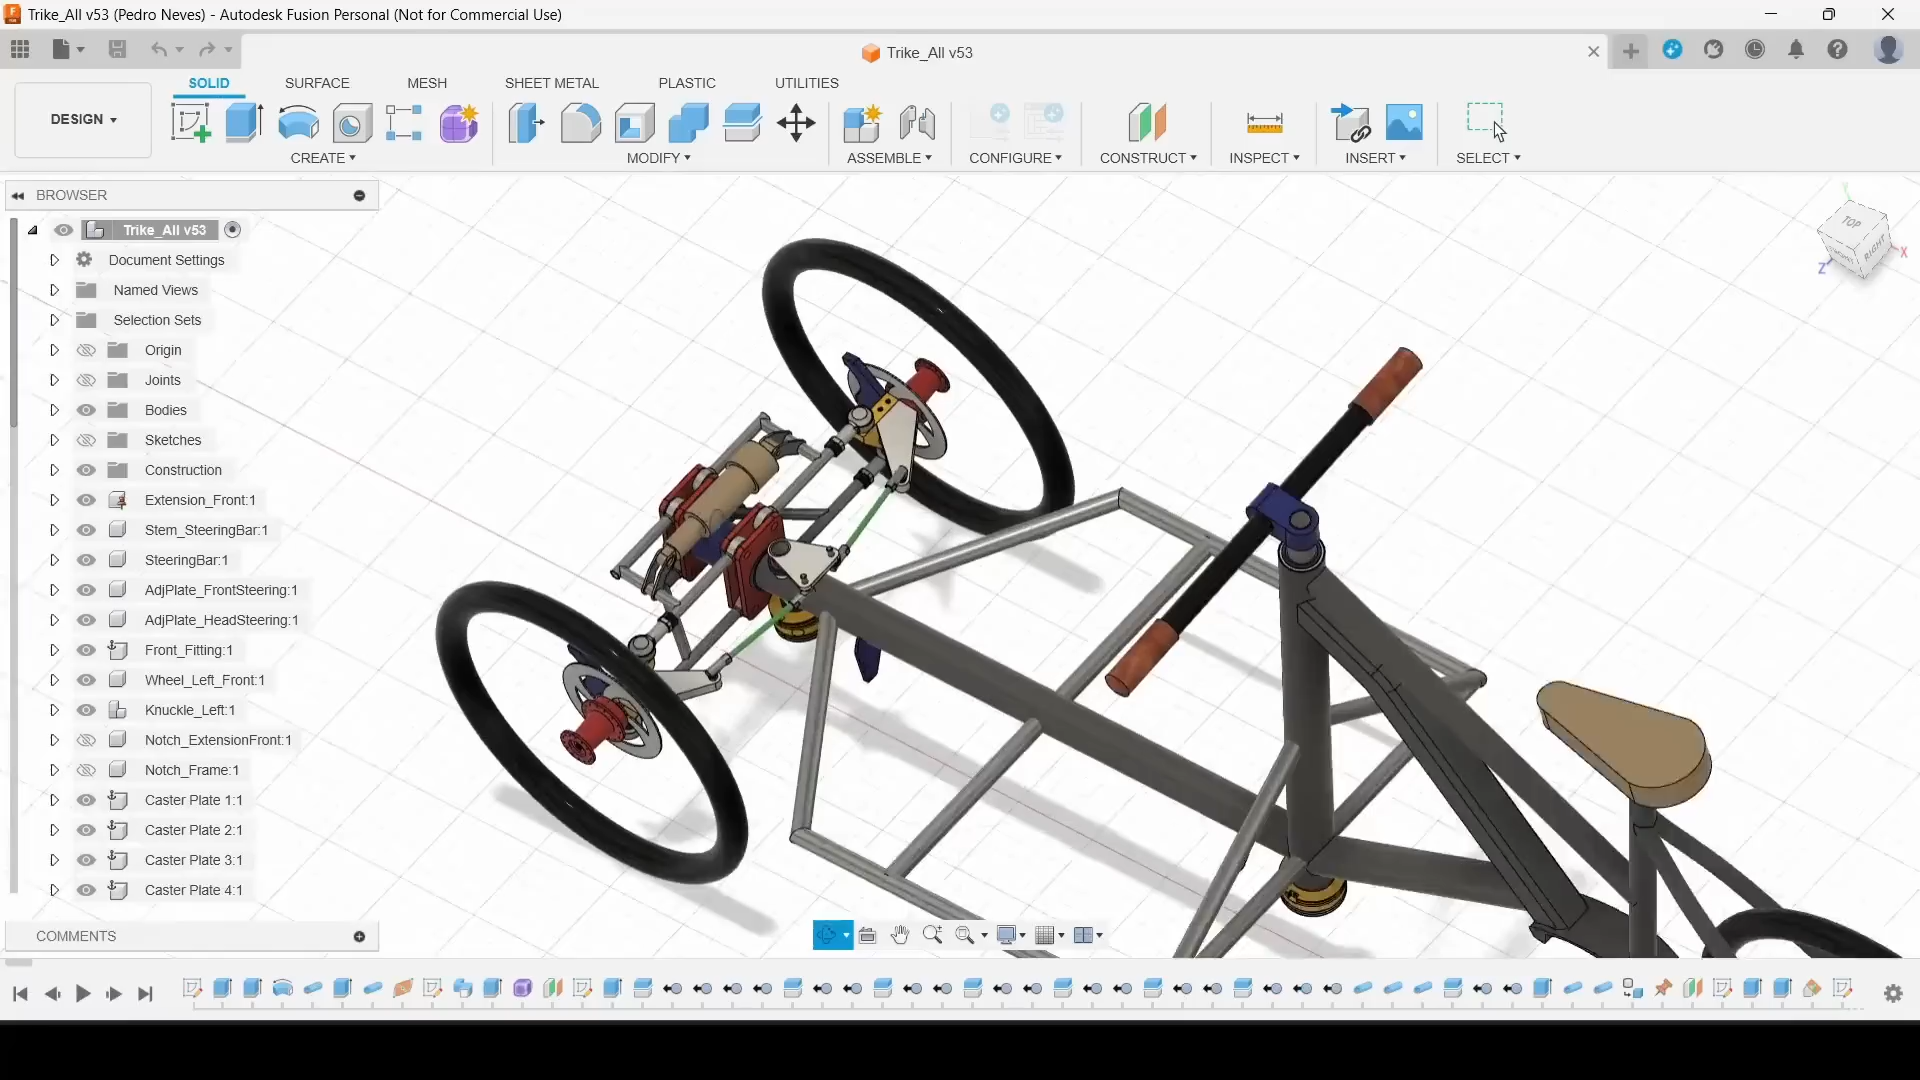 Trike_All v53 (Pedro Neves) - Autodesk Fusion Personal (Not for Commercial Use)
Trike_All v53
DESIGN
SOLID SURFACE MESH SHEET METAL PLASTIC UTILITIES
CREATE MODIFY ASSEMBLE CONFIGURE CONSTRUCT INSPECT INSERT SELECT
BROWSER
Trike_All v53
Document Settings
Named Views
Selection Sets
Origin
Joints
Bodies
Sketches
Construction
Extension_Front:1
Stem_SteeringBar:1
SteeringBar:1
AdjPlate_FrontSteering:1
AdjPlate_HeadSteering:1
Front_Fitting:1
Wheel_Left_Front:1
Knuckle_Left:1
Notch_ExtensionFront:1
Notch_Frame:1
Caster Plate 1:1
Caster Plate 2:1
Caster Plate 3:1
Caster Plate 4:1
COMMENTS
TOP
RIGHT
X
Z